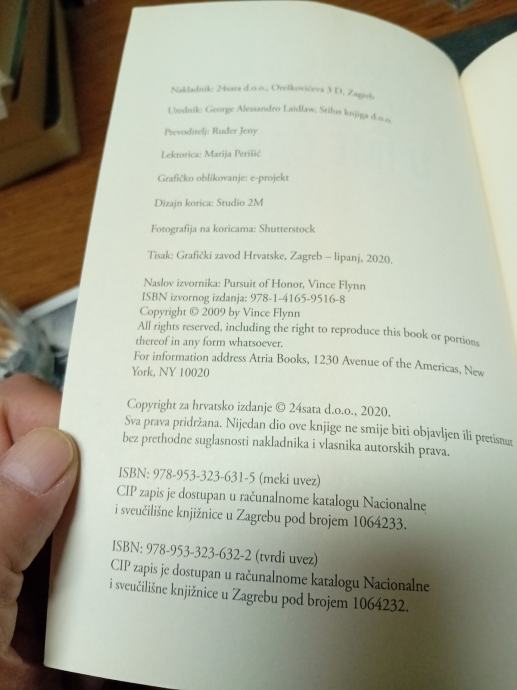 Nakladnik: 24sata d.o.o., Oreškovićeva 3 D, Zagreb
Urednik: George Alessandro Laidlaw, Stilus knjiga d.o.o.
Prevoditelj: Ruder Jeny
Lektorica: Marija Perišić
Grafičko oblikovanje: e-projekt
Dizajn korica: Studio 2M
Fotografija na koricama: Shutterstock
Tisak: Grafički zavod Hrvatske, Zagreb – lipanj, 2020.
Naslov izvornika: Pursuit of Honor, Vince Flynn
ISBN izvornog izdanja: 978-1-4165-9516-8
Copyright © 2009 by Vince Flynn
All rights reserved, including the right to reproduce this book or portions
thereof in any form whatsoever.
For information address Atria Books, 1230 Avenue of the Americas, New
York, NY 10020
Copyright za hrvatsko izdanje © 24sata d.o.o., 2020.
Sva prava pridržana. Nijedan dio ove knjige ne smije biti objavljen ili pretisnut
bez prethodne suglasnosti nakladnika i vlasnika autorskih prava.
ISBN: 978-953-323-631-5 (meki uvez)
CIP zapis je dostupan u računalnome katalogu Nacionalne
i sveučilišne knjižnice u Zagrebu pod brojem 1064233.
ISBN: 978-953-323-632-2 (tvrdi uvez)
CIP zapis je dostupan u računalnome katalogu Nacionalne
i sveučilišne knjižnice u Zagrebu pod brojem 1064232.